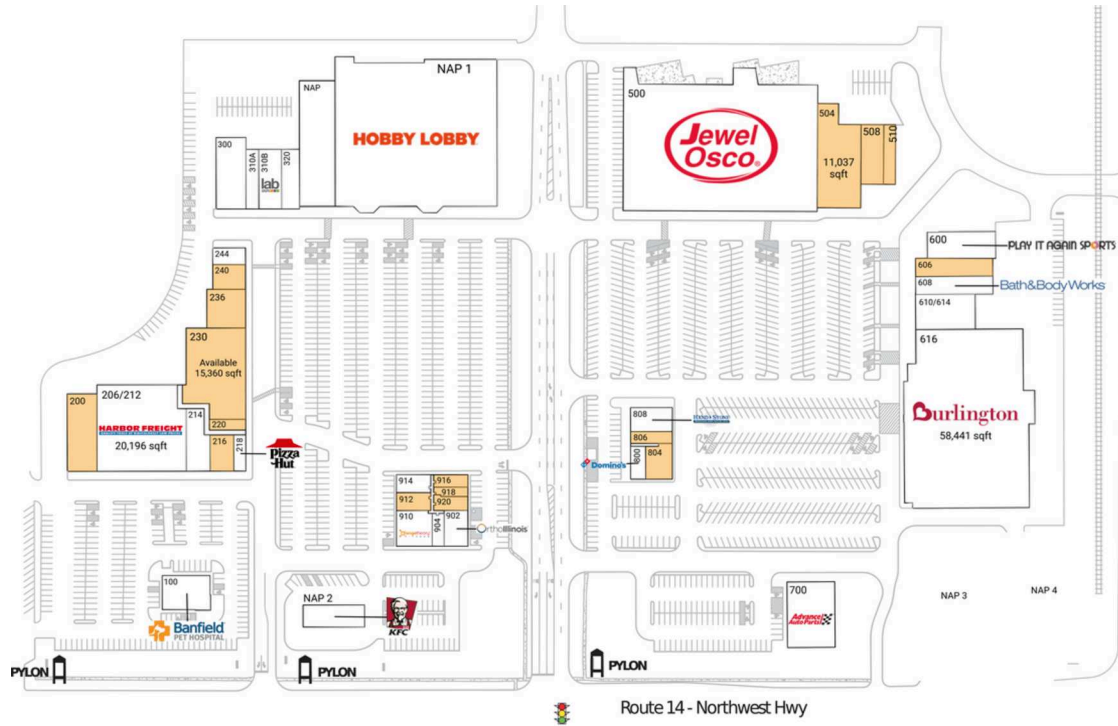 NAP 1
NAP
HOBBY LOBBY
300
310A
310B
320
lab
500
Jewel
Osco®
504
11,037
sqft
508
510
600
PLAY IT AGAIN SPORTS
606
608
Bath&BodyWorks
610/614
616
Burlington
58,441 sqft
244
240
236
230
Available
15,360 sqft
200
206/212
HARBOR FREIGHT
20,196 sqft
214
220
216
218
Pizza
Hut
808
806
800
804
Domino's
914
916
918
912
920
910
904
902
OrthoIllinois
100
Banfield
PET HOSPITAL
NAP 2
KFC
700
Advance
Auto Parts
NAP 3
NAP 4
PYLON
PYLON
PYLON
Route 14 - Northwest Hwy